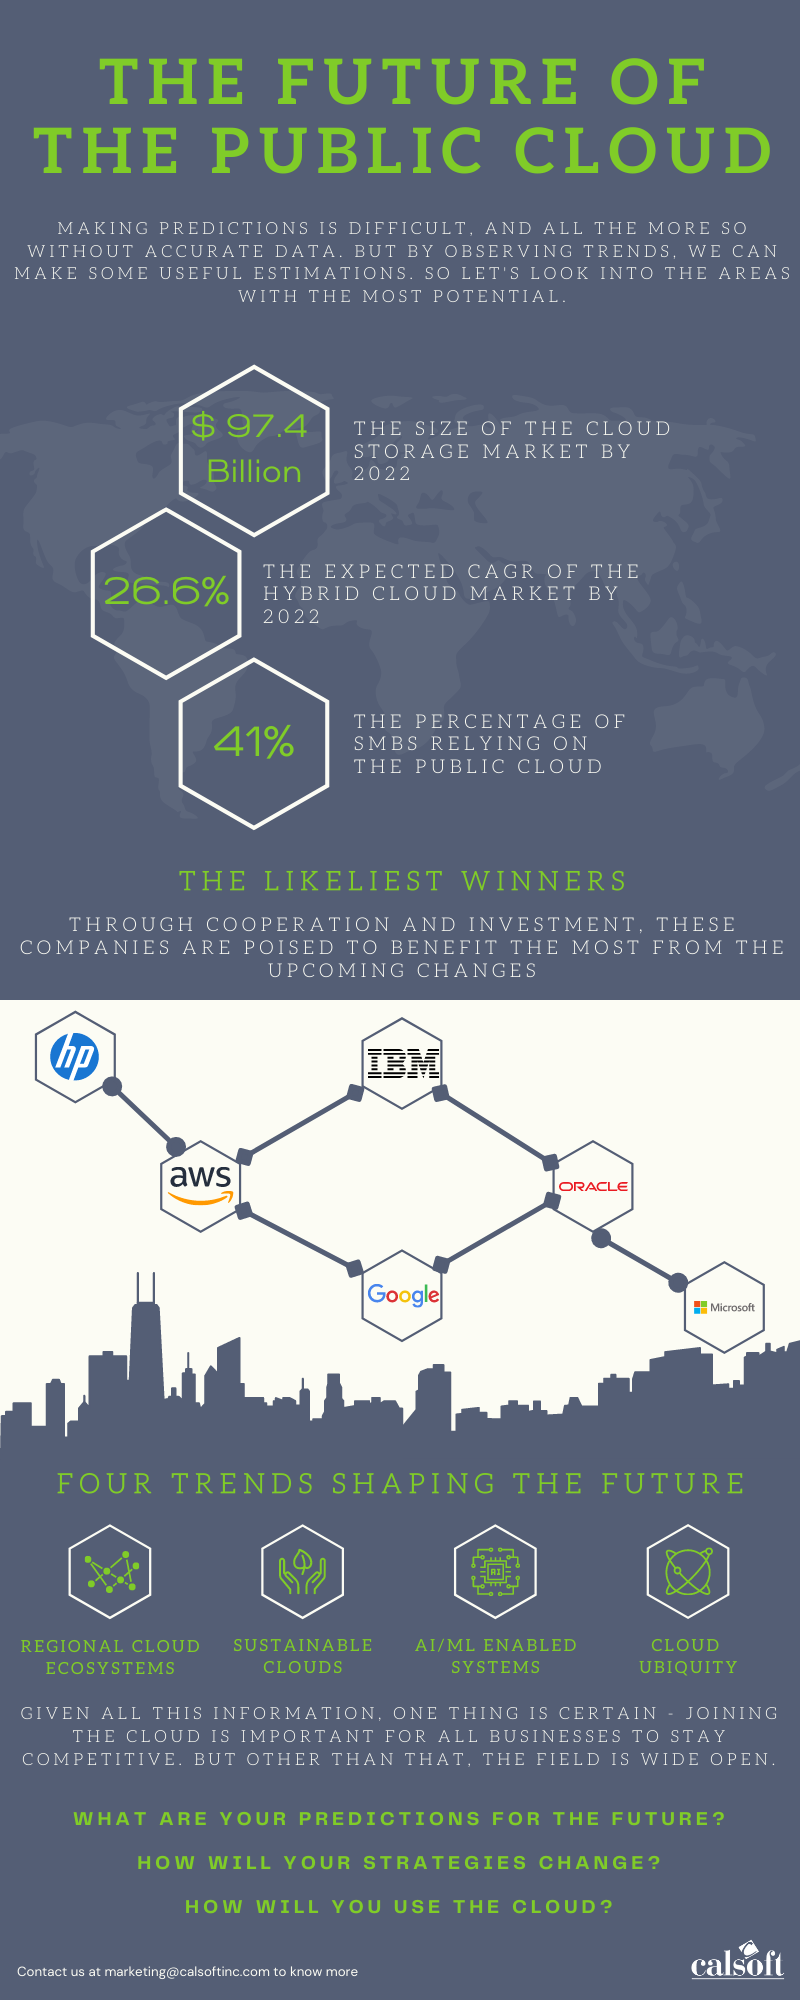 THE FUTURE OF
THE PUBLIC CLOUD
MAKING PREDICTIONS IS DIFFICULT, AND ALL THE MORE SO
WITHOUT ACCURATE DATA. BUT BY OBSERVING TRENDS, WE CAN
MAKE SOME USEFUL ESTIMATIONS. SO LET'S LOOK INTO THE AREAS
WITH THE MOST POTENTIAL.
$ 97.4
Billion
THE SIZE OF THE CLOUD
STORAGE MARKET BY
2022
26.6%
THE EXPECTED CAGR OF THE
HYBRID CLOUD MARKET BY
2022
41%
THE PERCENTAGE OF
SMBS RELYING ON
THE PUBLIC CLOUD
THE LIKELIEST WINNERS
THROUGH COOPERATION AND INVESTMENT, THESE
COMPANIES ARE POISED TO BENEFIT THE MOST FROM THE
UPCOMING CHANGES
hp
IBM
aws
ORACLE
Google
Microsoft
FOUR TRENDS SHAPING THE FUTURE
AI
REGIONAL CLOUD
ECOSYSTEMS
SUSTAINABLE
CLOUDS
AI/ML ENABLED
SYSTEMS
CLOUD
UBIQUITY
GIVEN ALL THIS INFORMATION, ONE THING IS CERTAIN - JOINING
THE CLOUD IS IMPORTANT FOR ALL BUSINESSES TO STAY
COMPETITIVE. BUT OTHER THAN THAT, THE FIELD IS WIDE OPEN.
WHAT ARE YOUR PREDICTIONS FOR THE FUTURE?
HOW WILL YOUR STRATEGIES CHANGE?
HOW WILL YOU USE THE CLOUD?
Contact us at marketing@calsoftinc.com to know more
calsoft